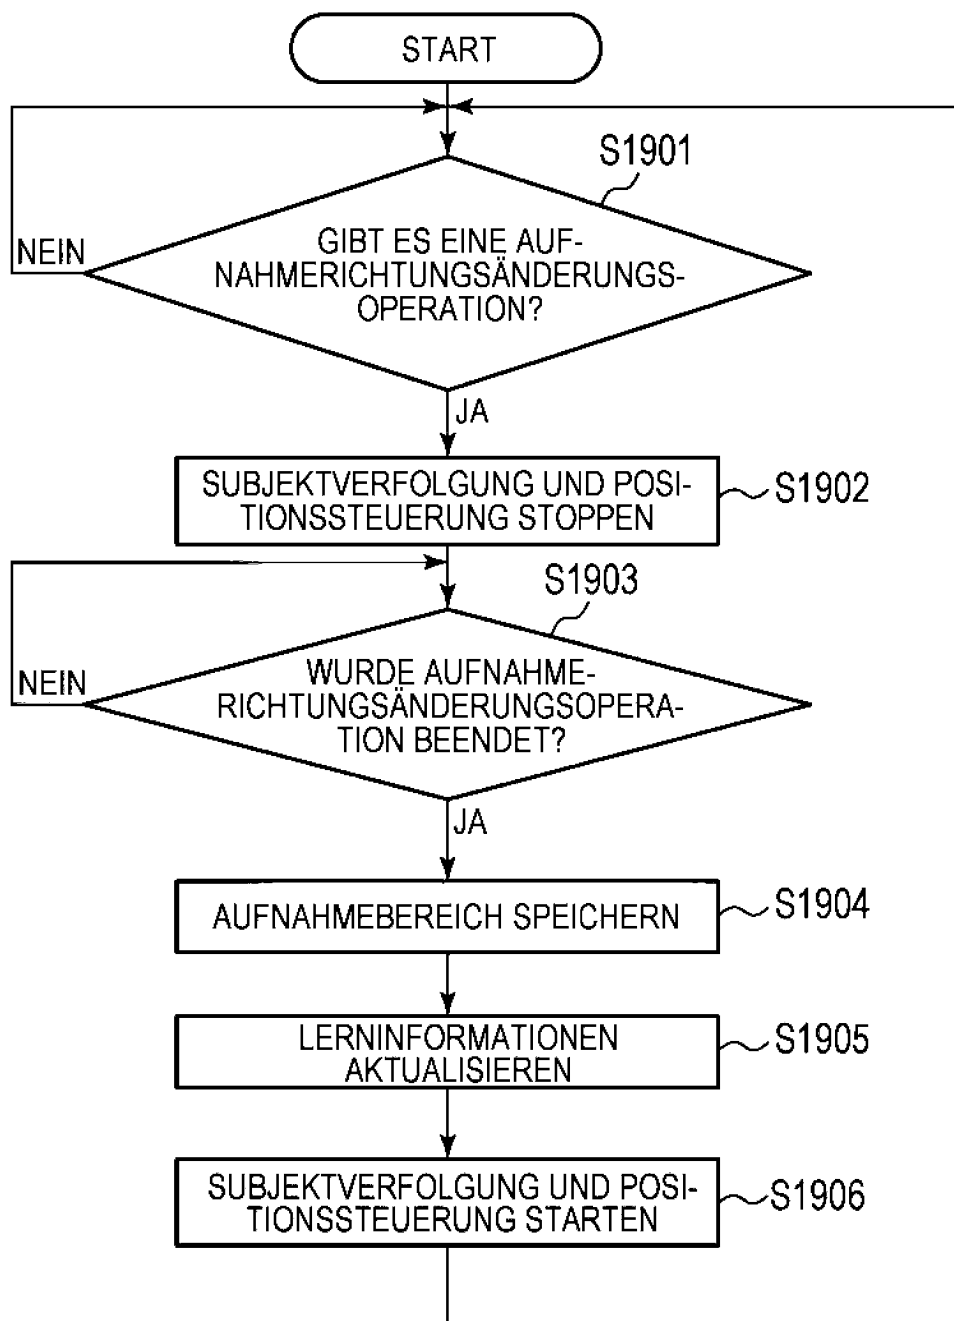 START
S1901
NEIN
GIBT ES EINE AUF-
NAHMERICHTUNGSÄNDERUNGS-
OPERATION?
JA
SUBJEKTVERFOLGUNG UND POSI-
TIONSSTEUERUNG STOPPEN
S1902
S1903
NEIN
WURDE AUFNAHME-
RICHTUNGSÄNDERUNGSOPERA-
TION BEENDET?
JA
AUFNAHMEBEREICH SPEICHERN
S1904
LERNINFORMATIONEN
AKTUALISIEREN
S1905
SUBJEKTVERFOLGUNG UND POSI-
TIONSSTEUERUNG STARTEN
S1906